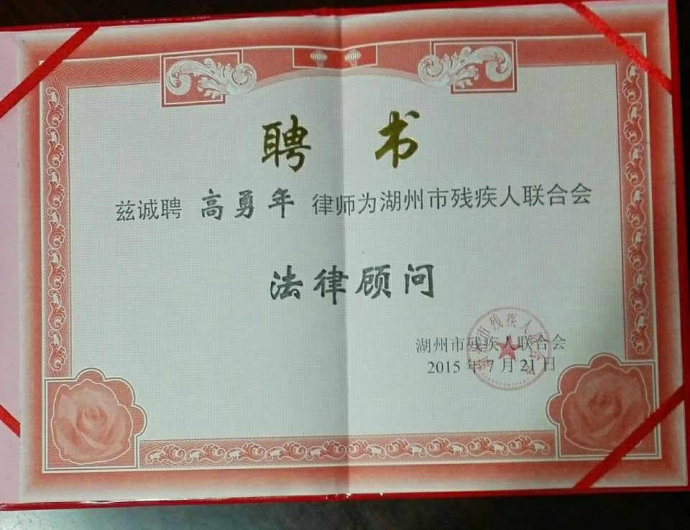 聘 书
兹诚聘 高勇年 律师为湖州市残疾人联合会
法律顾问
湖州市残疾人联合会
2015年7月21日